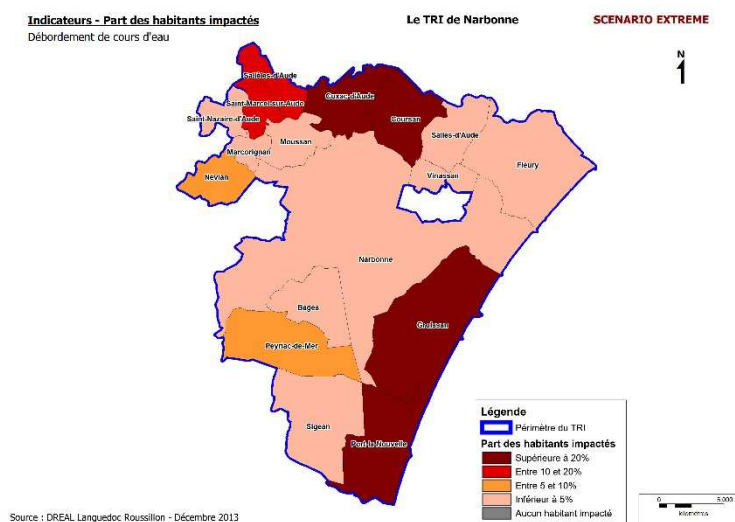 Indicateurs - Part des habitants impactés
Le TRI de Narbonne
SCENARIO EXTREME
Débordement de cours d'eau
N
Sallèles-d'Aude
Cuxac-d'Aude
Saint-Marcel-sur-Aude
Saint-Nazaire-d'Aude
Coursan
Salles-d'Aude
Moussan
Marcorignan
Fleury
Névian
Vinassan
Narbonne
Bages
Gruissan
Peyriac-de-Mer
Sigean
Port-la-Nouvelle
Légende
Périmètre du TRI
Part des habitants impactés
Supérieure à 20%
Entre 10 et 20%
Entre 5 et 10%
Inférieur à 5%
Aucun habitant impacté
0 5,000
kilomètres
Source : DREAL Languedoc Roussillon - Décembre 2013